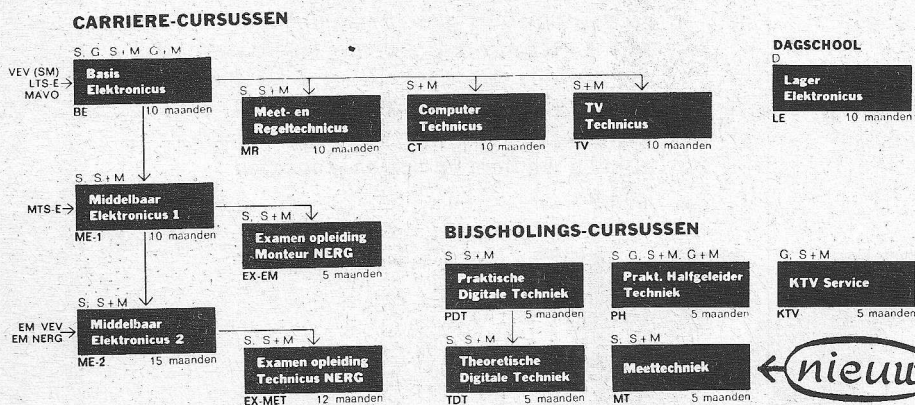 CARRIERE-CURSUSSEN
S, G, S+M, G+M
VEV (SM)
LTS-E
MAVO
Basis
Elektronicus
BE 10 maanden
S, S+M
Meet- en
Regeltechnicus
MR 10 maanden
S+M
Computer
Technicus
CT 10 maanden
S+M
TV
Technicus
TV 10 maanden
DAGSCHOOL
D
Lager
Elektronicus
LE 10 maanden
S, S+M
MTS-E
Middelbaar
Elektronicus 1
ME-1 10 maanden
S, S+M
Examen opleiding
Monteur NERG
EX-EM 5 maanden
S, S+M
EM VEV
EM NERG
Middelbaar
Elektronicus 2
ME-2 15 maanden
S, S+M
Examen opleiding
Technicus NERG
EX-MET 12 maanden
BIJSCHOLINGS-CURSUSSEN
S, S+M
Praktische
Digitale Techniek
PDT 5 maanden
S, G, S+M, G+M
Prakt. Halfgeleider
Techniek
PH 5 maanden
G, S+M
KTV Service
KTV 5 maanden
S, S+M
Theoretische
Digitale Techniek
TDT 5 maanden
S, S+M
Meettechniek
MT 5 maanden
nieuw